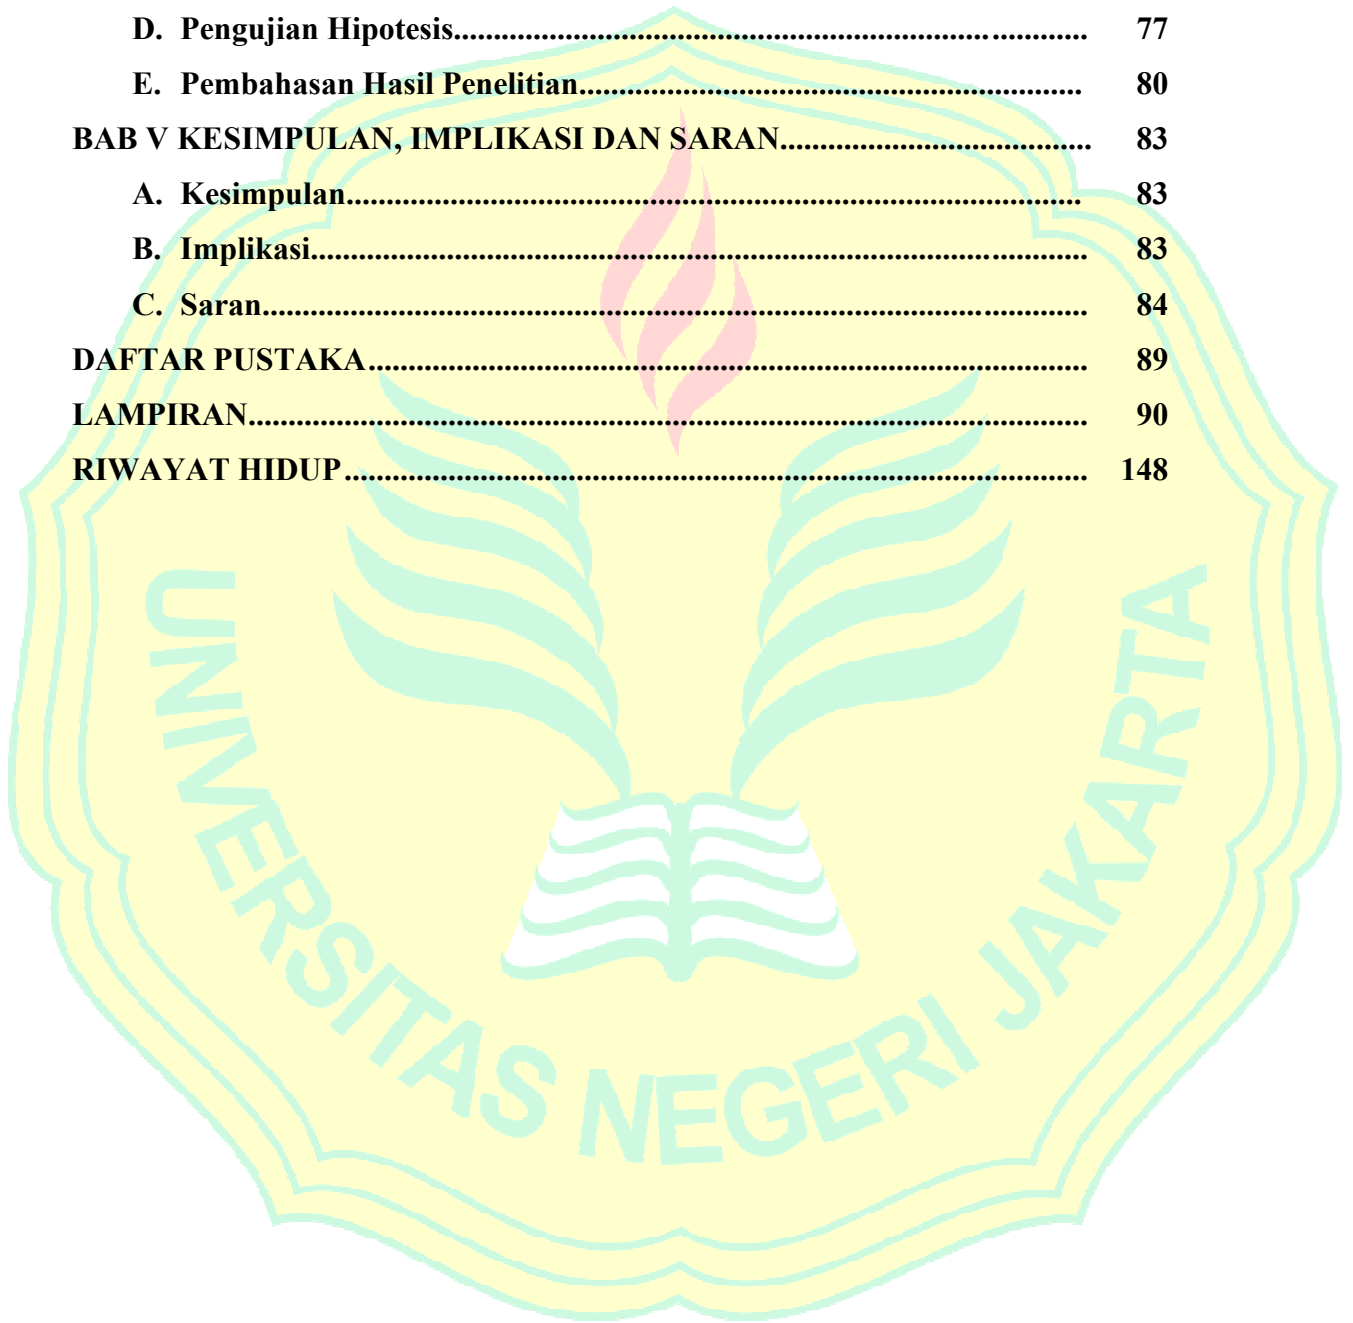 D. Pengujian Hipotesis................................................................................ 77
E. Pembahasan Hasil Penelitian............................................................... 80
BAB V KESIMPULAN, IMPLIKASI DAN SARAN....................................... 83
A. Kesimpulan............................................................................................ 83
B. Implikasi................................................................................................. 83
C. Saran....................................................................................................... 84
DAFTAR PUSTAKA.......................................................................................... 89
LAMPIRAN......................................................................................................... 90
RIWAYAT HIDUP............................................................................................. 148
UNIVERSITAS NEGERI JAKARTA